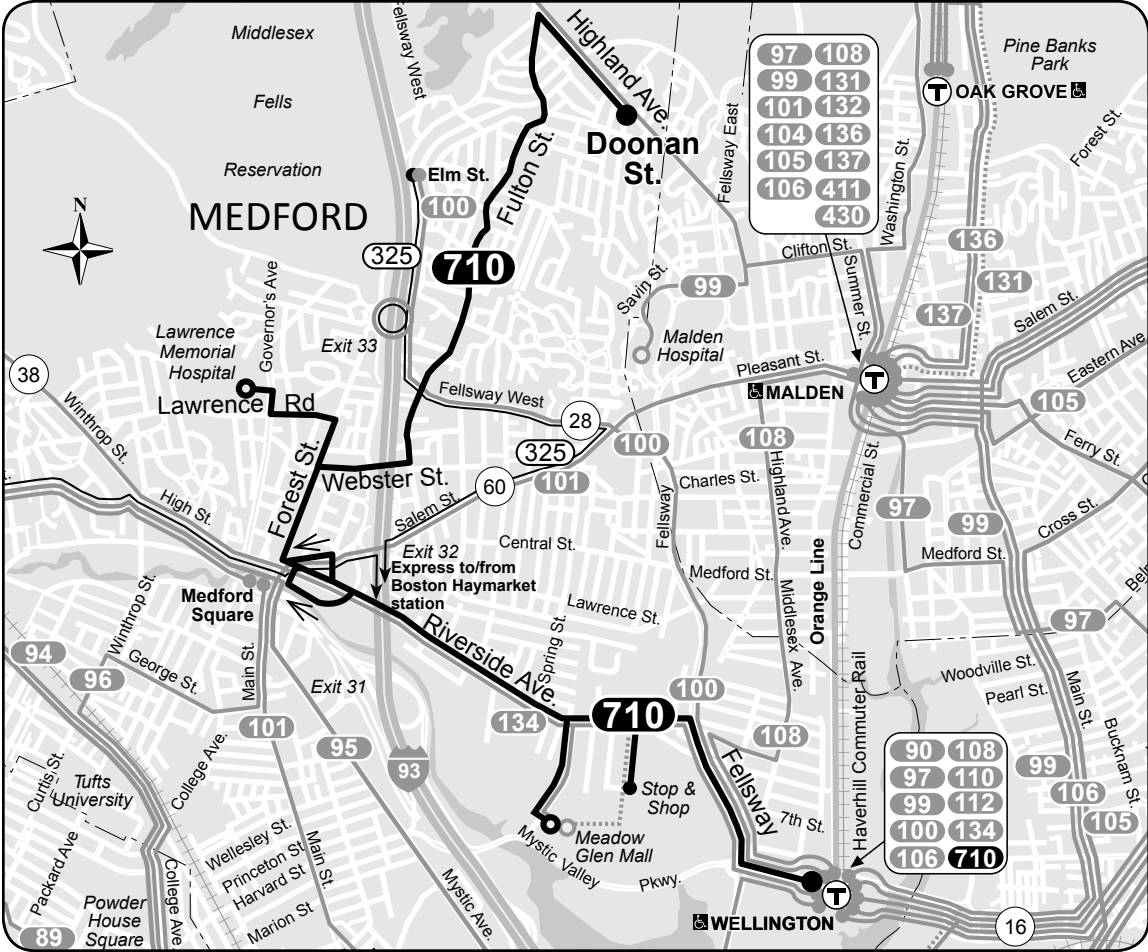 Middlesex
Fells
Reservation
MEDFORD
N
Fellsway West
Highland Ave.
Doonan
St.
Fulton St.
Elm St.
100
325
710
Exit 33
Governor's Ave
Lawrence
Memorial
Hospital
Lawrence Rd
38
Winthrop St.
Forest St.
Webster St.
Fellsway West
28
325
60
101
100
Salem St.
High St.
Exit 32
Express to/from
Boston Haymarket
station
Medford
Square
Riverside Ave.
Central St.
Lawrence St.
Spring St.
Winthrop St.
George St.
Main St.
Exit 31
94
96
101
95
93
134
710
100
Stop &
Shop
Meadow
Glen Mall
Mystic Valley
Pkwy.
Fellsway
7th St.
108
WELLINGTON
T
16
Curtis St.
Tufts
University
College Ave.
Packard Ave
Powder
House
Square
89
College Ave.
Wellesley St.
Princeton St.
Harvard St
Marion St
Main St.
Mystic Ave.
97 108
99 131
101 132
104 136
105 137
106 411
430
T
OAK GROVE
Pine Banks
Park
Forest St.
Fellsway East
Washington St.
Clifton St.
Summer St.
136
131
137
Salem St.
Eastern Ave
Savin St.
99
Malden
Hospital
Pleasant St.
MALDEN
T
105
Ferry St.
108
Highland Ave.
Charles St.
Fellsway
Commercial St.
97
99
Cross St.
Medford St.
Medford St.
Middlesex Ave.
Orange Line
Haverhill Commuter Rail
97
Woodville St.
Pearl St.
Main St.
Bucknam St.
99
106
105
90 108
97 110
99 112
100 134
106 710